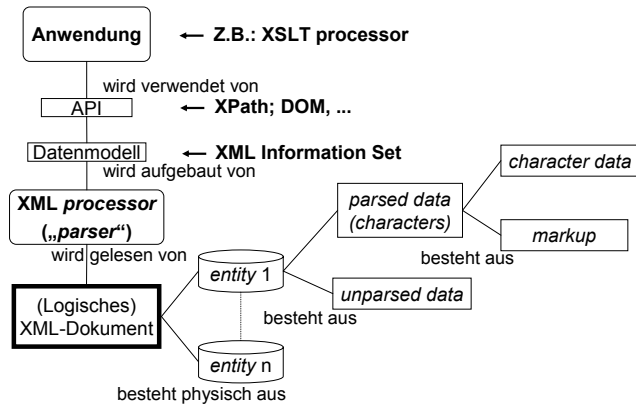 Anwendung
Z.B.: XSLT processor
wird verwendet von
API
XPath; DOM, ...
Datenmodell
XML Information Set
wird aufgebaut von
XML processor
(„parser“)
wird gelesen von
(Logisches)
XML-Dokument
entity 1
entity n
besteht physisch aus
parsed data
(characters)
unparsed data
besteht aus
character data
markup
besteht aus